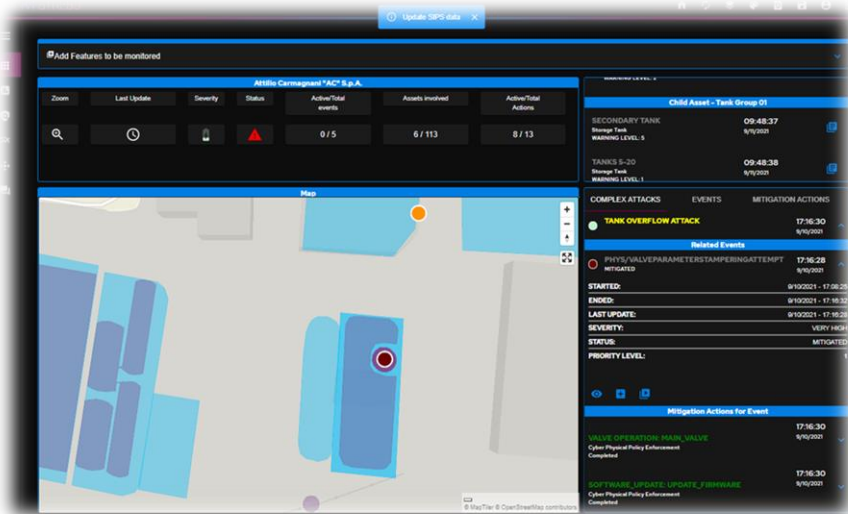 Update SIPS data
Add Features to be monitored
Attilio Carmagnani "AC" S.p.A.
Zoom
Last Update
Severity
Status
Active/Total
events
Assets involved
Active/Total
Actions
0 / 5
6 / 113
8 / 13
Map
© MapTiler © OpenStreetMap contributors
WARNING LEVEL: 2
Child Asset - Tank Group 01
SECONDARY TANK
09:48:37
Storage Tank
9/11/2021
WARNING LEVEL: 5
TANKS S-20
09:48:38
Storage Tank
9/11/2021
WARNING LEVEL: 1
COMPLEX ATTACKS
EVENTS
MITIGATION ACTIONS
TANK OVERFLOW ATTACK
17:16:30
9/10/2021
Related Events
PHYS/VALVEPARAMETERSTAMPERINGATTEMPT
17:16:28
MITIGATED
9/10/2021
STARTED:
9/10/2021 - 17:08:25
ENDED:
9/10/2021 - 17:16:32
LAST UPDATE:
9/10/2021 - 17:16:28
SEVERITY:
VERY HIGH
STATUS:
MITIGATED
PRIORITY LEVEL:
1
Mitigation Actions for Event
17:16:30
VALVE OPERATION: MAIN_VALVE
9/10/2021
Cyber Physical Policy Enforcement
Completed
17:16:30
SOFTWARE_UPDATE: UPDATE_FIRMWARE
9/10/2021
Cyber Physical Policy Enforcement
Completed